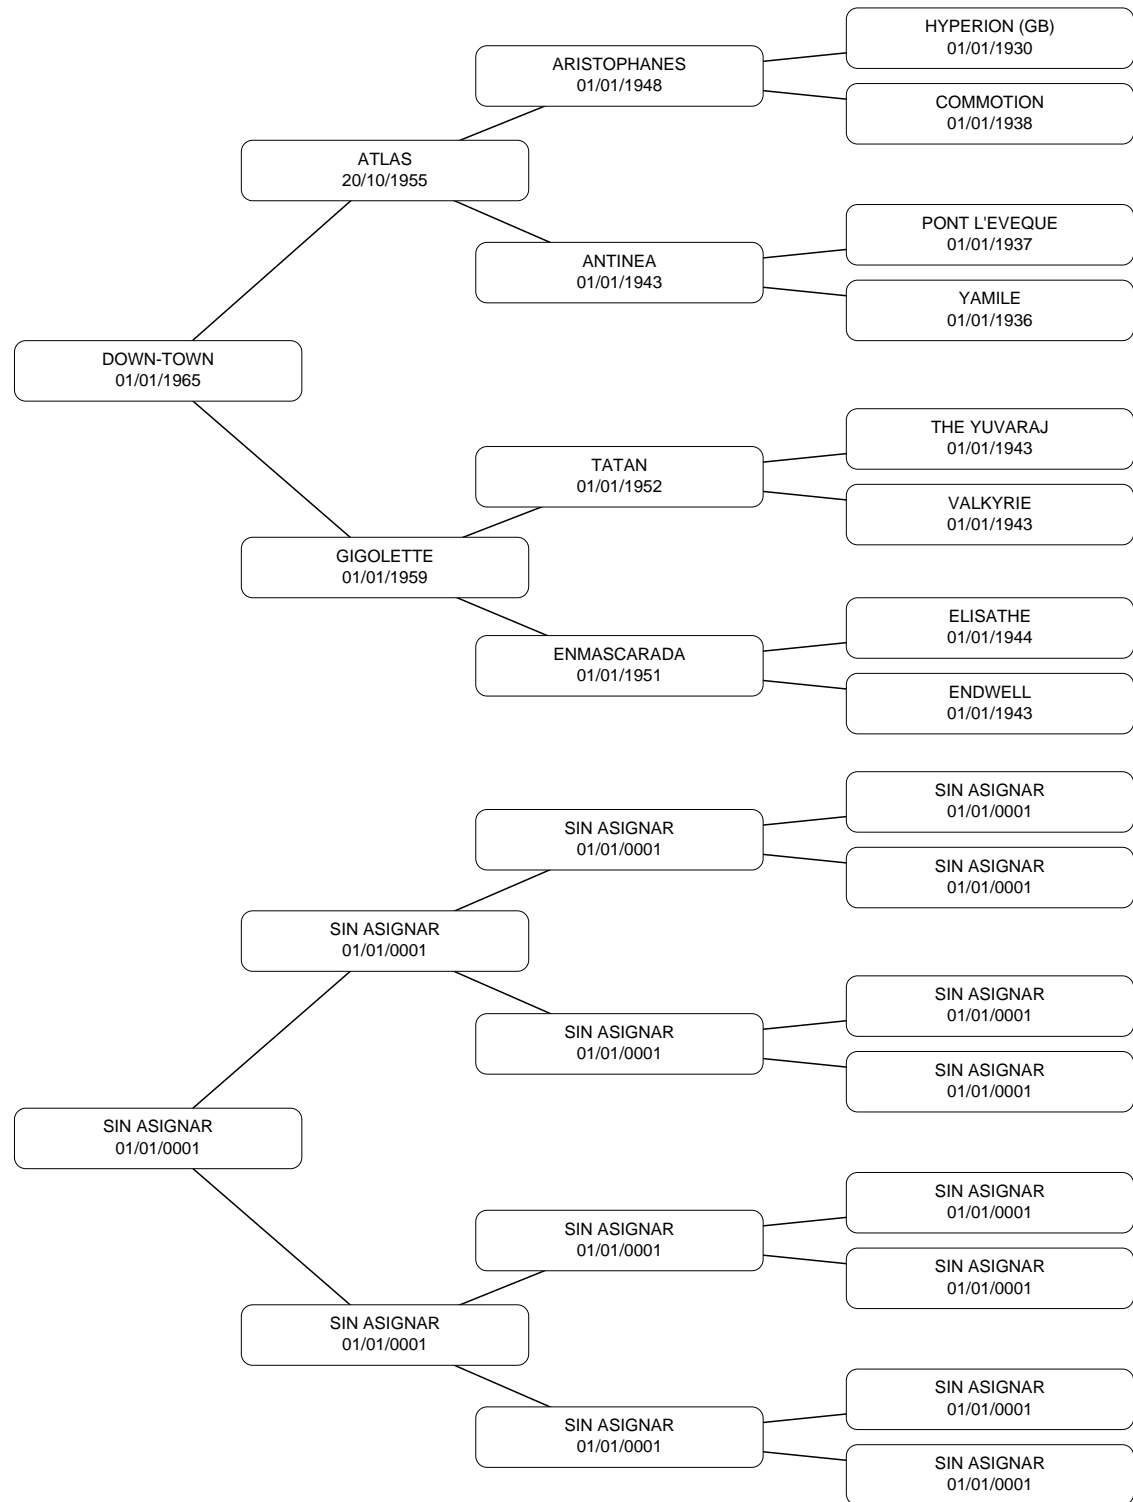 HYPERION (GB)
01/01/1930
ARISTOPHANES
01/01/1948
COMMOTION
01/01/1938
ATLAS
20/10/1955
PONT L'EVEQUE
01/01/1937
ANTINEA
01/01/1943
YAMILE
01/01/1936
DOWN-TOWN
01/01/1965
THE YUVARAJ
01/01/1943
TATAN
01/01/1952
VALKYRIE
01/01/1943
GIGOLETTE
01/01/1959
ELISATHE
01/01/1944
ENMASCARADA
01/01/1951
ENDWELL
01/01/1943
SIN ASIGNAR
01/01/0001
SIN ASIGNAR
01/01/0001
SIN ASIGNAR
01/01/0001
SIN ASIGNAR
01/01/0001
SIN ASIGNAR
01/01/0001
SIN ASIGNAR
01/01/0001
SIN ASIGNAR
01/01/0001
SIN ASIGNAR
01/01/0001
SIN ASIGNAR
01/01/0001
SIN ASIGNAR
01/01/0001
SIN ASIGNAR
01/01/0001
SIN ASIGNAR
01/01/0001
SIN ASIGNAR
01/01/0001
SIN ASIGNAR
01/01/0001
SIN ASIGNAR
01/01/0001